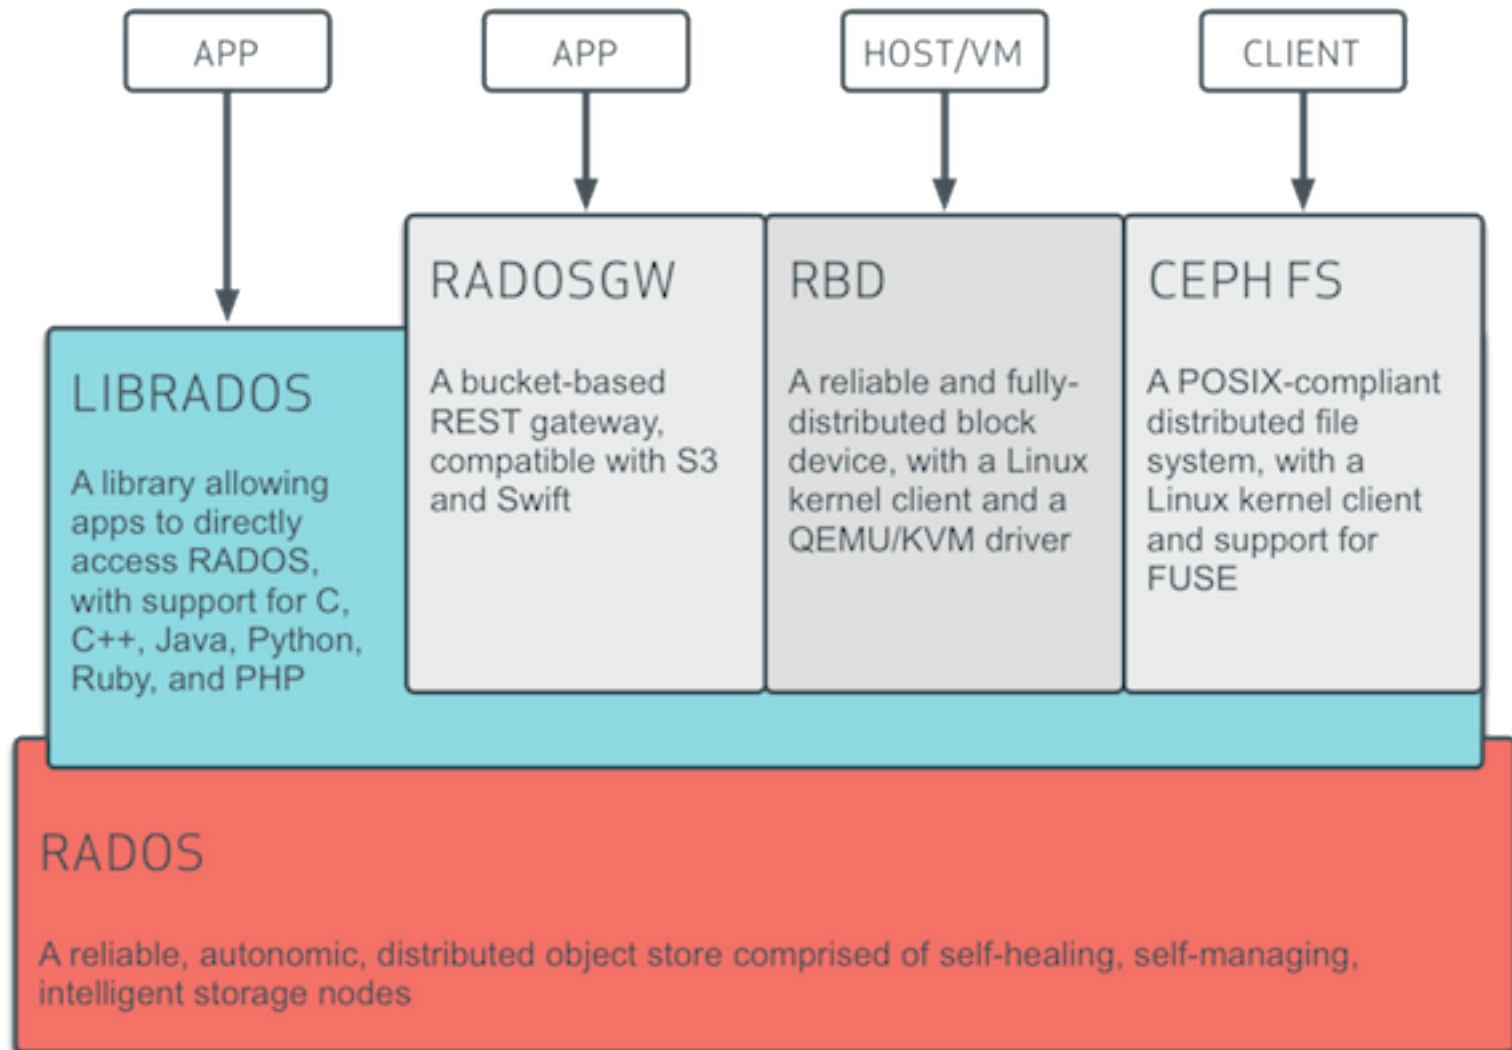 APP
APP
HOST/VM
CLIENT
LIBRADOS
A library allowing
apps to directly
access RADOS,
with support for C,
C++, Java, Python,
Ruby, and PHP
RADOSGW
A bucket-based
REST gateway,
compatible with S3
and Swift
RBD
A reliable and fully-
distributed block
device, with a Linux
kernel client and a
QEMU/KVM driver
CEPH FS
A POSIX-compliant
distributed file
system, with a
Linux kernel client
and support for
FUSE
RADOS
A reliable, autonomic, distributed object store comprised of self-healing, self-managing,
intelligent storage nodes